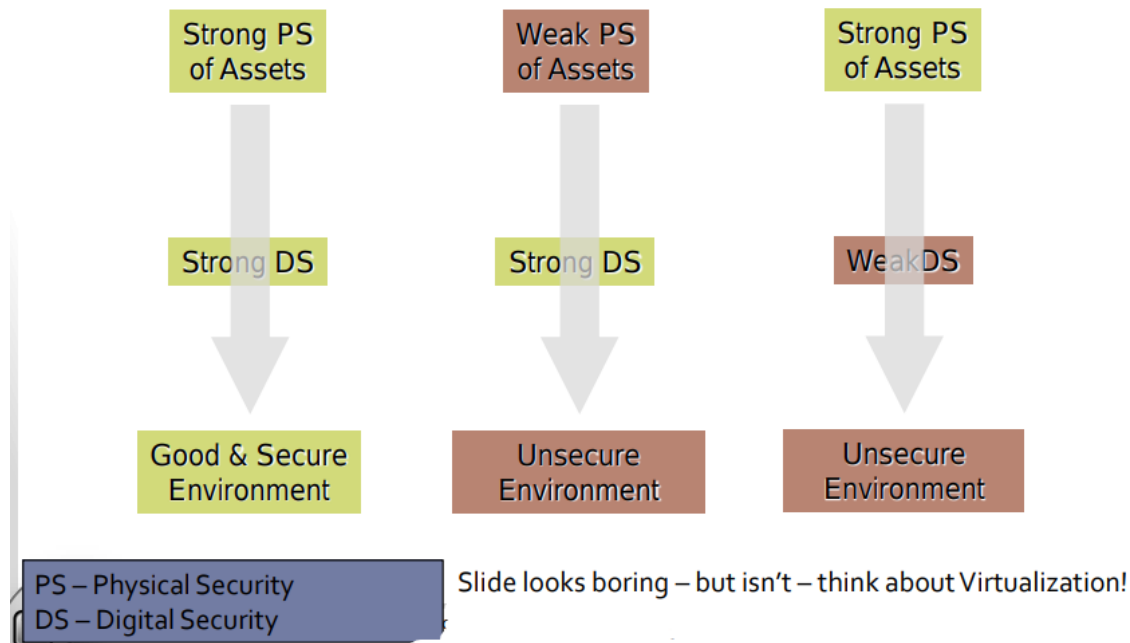 Strong PS
of Assets
Strong DS
Good & Secure
Environment
Weak PS
of Assets
Strong DS
Unsecure
Environment
Strong PS
of Assets
WeakDS
Unsecure
Environment
PS – Physical Security
DS – Digital Security
Slide looks boring – but isn't – think about Virtualization!